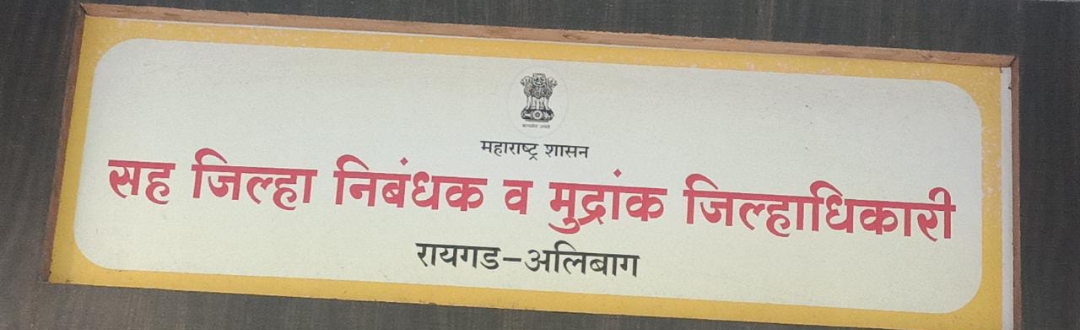 महाराष्ट्र शासन
सह जिल्हा निबंधक व मुद्रांक जिल्हाधिकारी
रायगड-अलिबाग